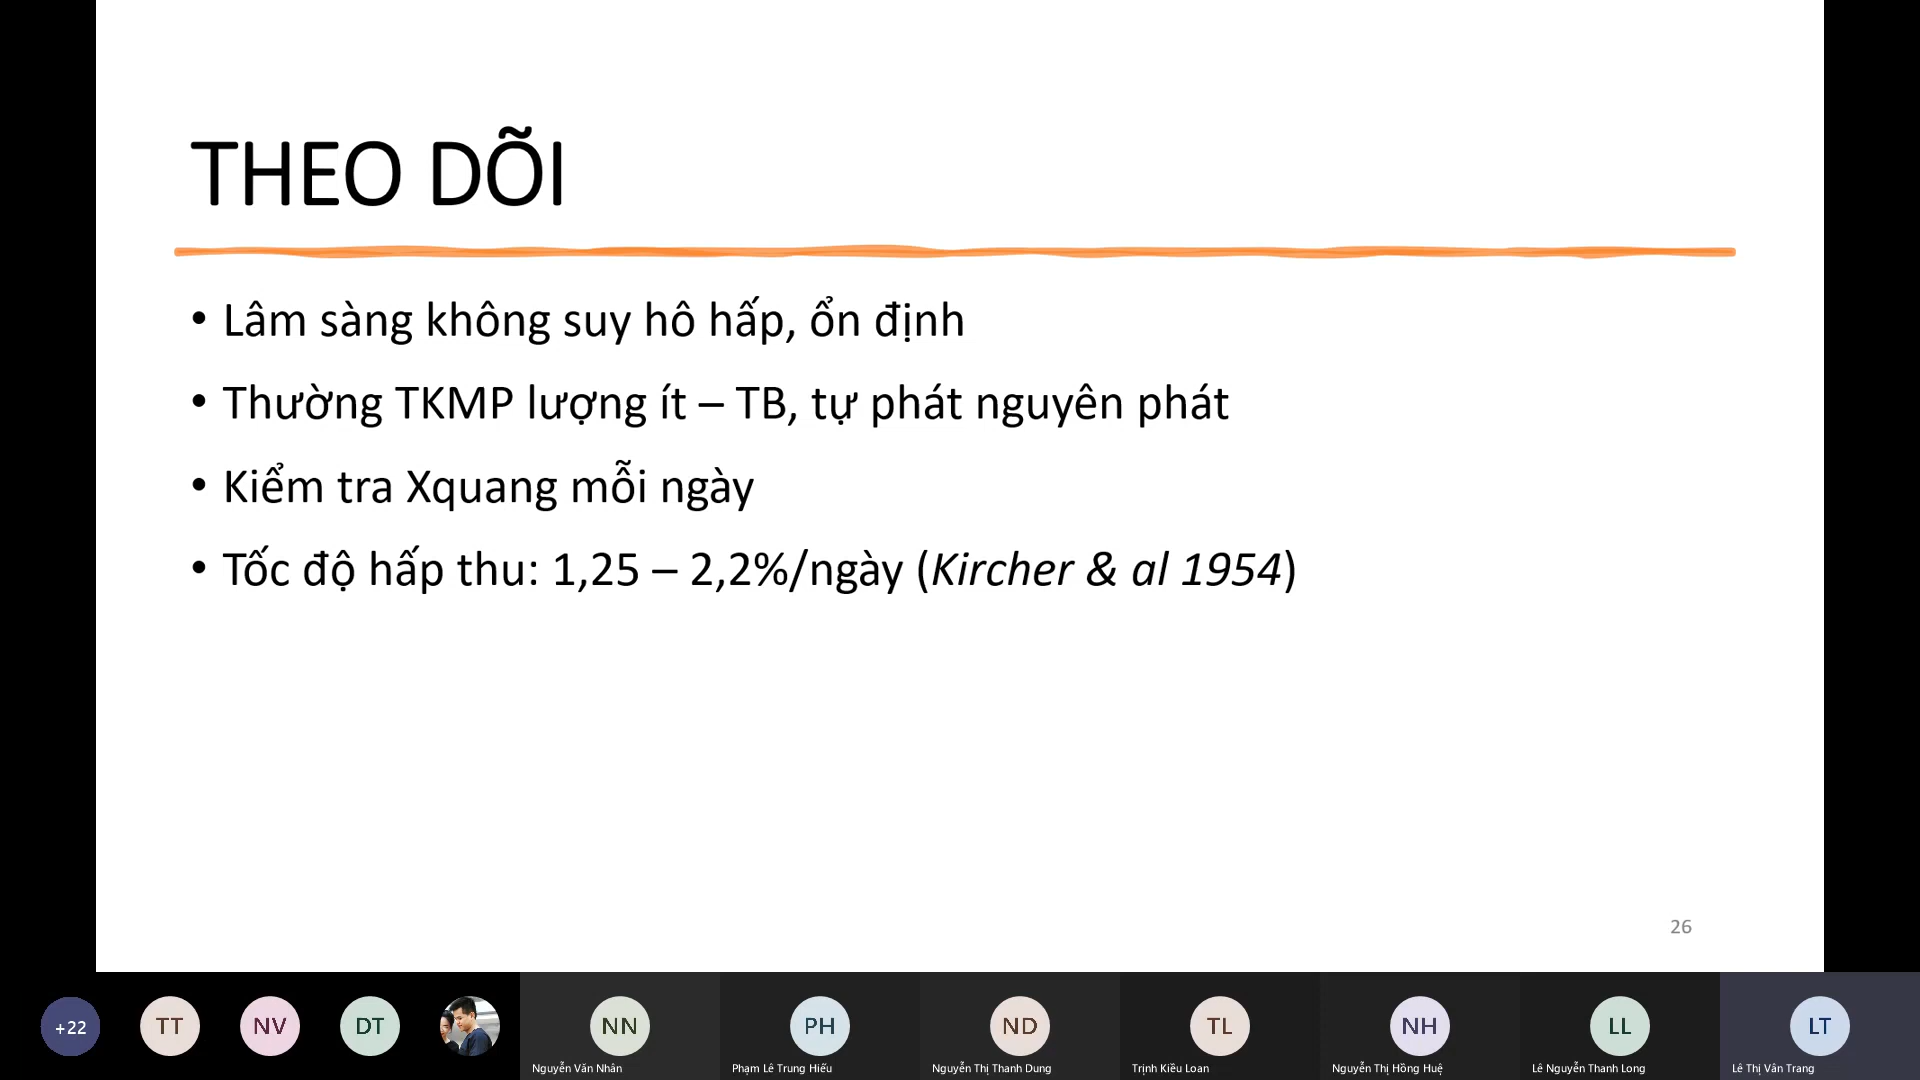 THEO DÕI
• Lâm sàng không suy hô hấp, ổn định
• Thường TKMP lượng ít – TB, tự phát nguyên phát
• Kiểm tra Xquang mỗi ngày
• Tốc độ hấp thu: 1,25 – 2,2%/ngày (Kircher & al 1954)
26
+22 TT NV DT NN PH ND TL NH LL LT
Nguyễn Văn Nhân Phạm Lê Trung Hiếu Nguyễn Thị Thanh Dung Trịnh Kiều Loan Nguyễn Thị Hồng Huệ Lê Nguyễn Thanh Long Lê Thị Vân Trang